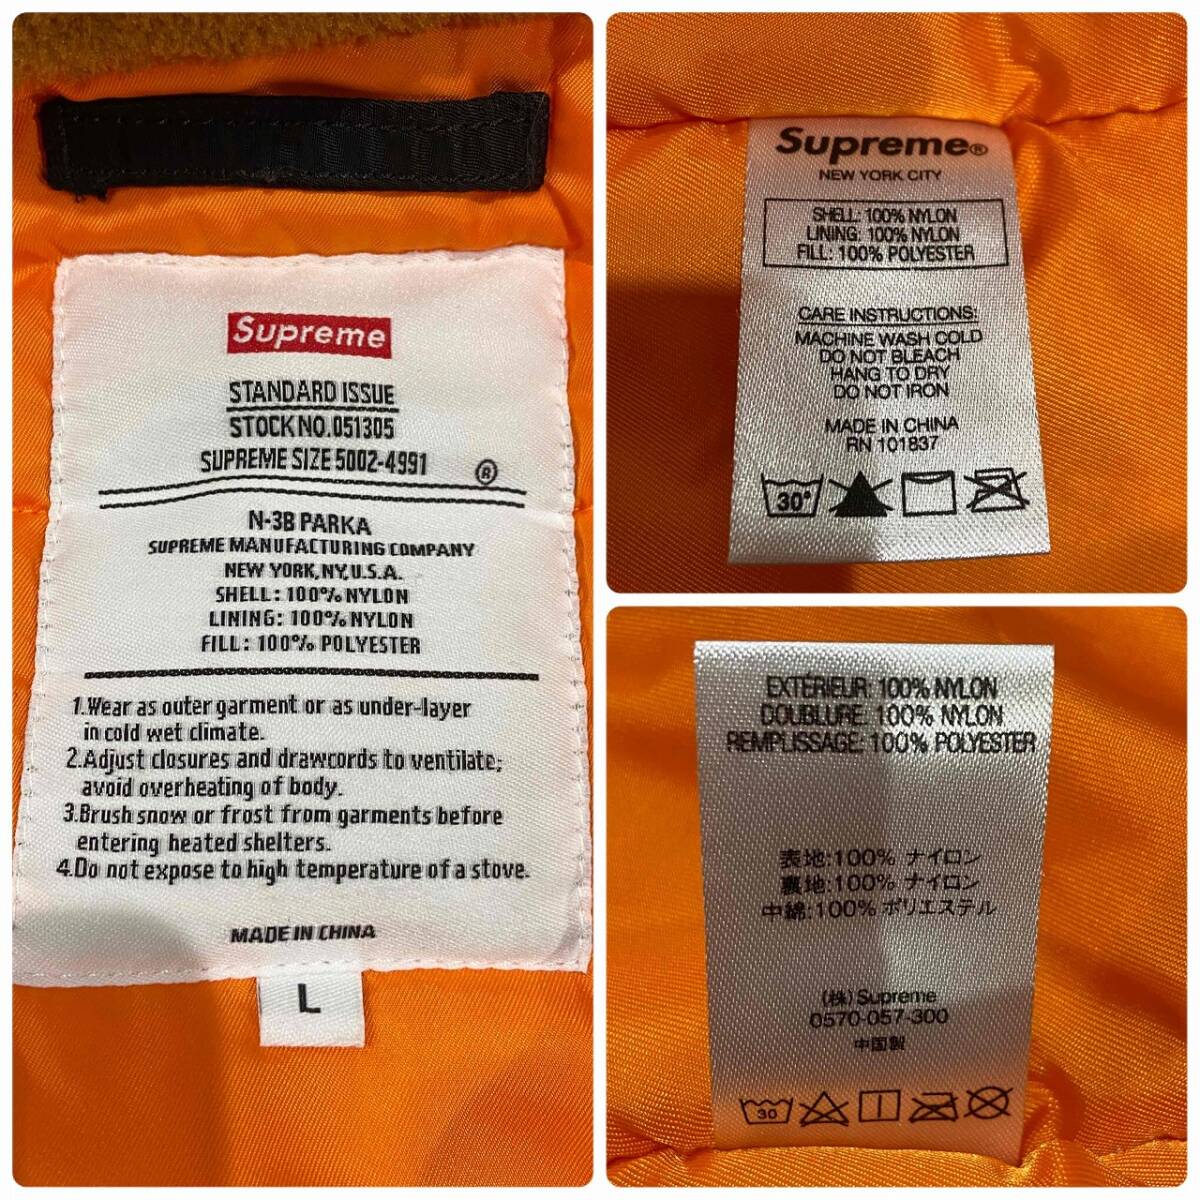 Supreme
STANDARD ISSUE
STOCK NO.051305
SUPREME SIZE 5002-4991 ®
N-3B PARKA
SUPREME MANUFACTURING COMPANY
NEW YORK,NY,U.S.A.
SHELL: 100% NYLON
LINING: 100% NYLON
FILL: 100% POLYESTER
1.Wear as outer garment or as under-layer
in cold wet climate.
2.Adjust closures and drawcords to ventilate;
avoid overheating of body.
3.Brush snow or frost from garments before
entering heated shelters.
4.Do not expose to high temperature of a stove.
MADE IN CHINA
L
Supreme®
NEW YORK CITY
SHELL: 100% NYLON
LINING: 100% NYLON
FILL: 100% POLYESTER
CARE INSTRUCTIONS:
MACHINE WASH COLD
DO NOT BLEACH
HANG TO DRY
DO NOT IRON
MADE IN CHINA
RN 101837
30°
EXTÉRIEUR: 100% NYLON
DOUBLURE: 100% NYLON
REMPLISSAGE: 100% POLYESTER
表地:100% ナイロン
裏地:100% ナイロン
中綿:100% ポリエステル
(株)Supreme
0570-057-300
中国製
30